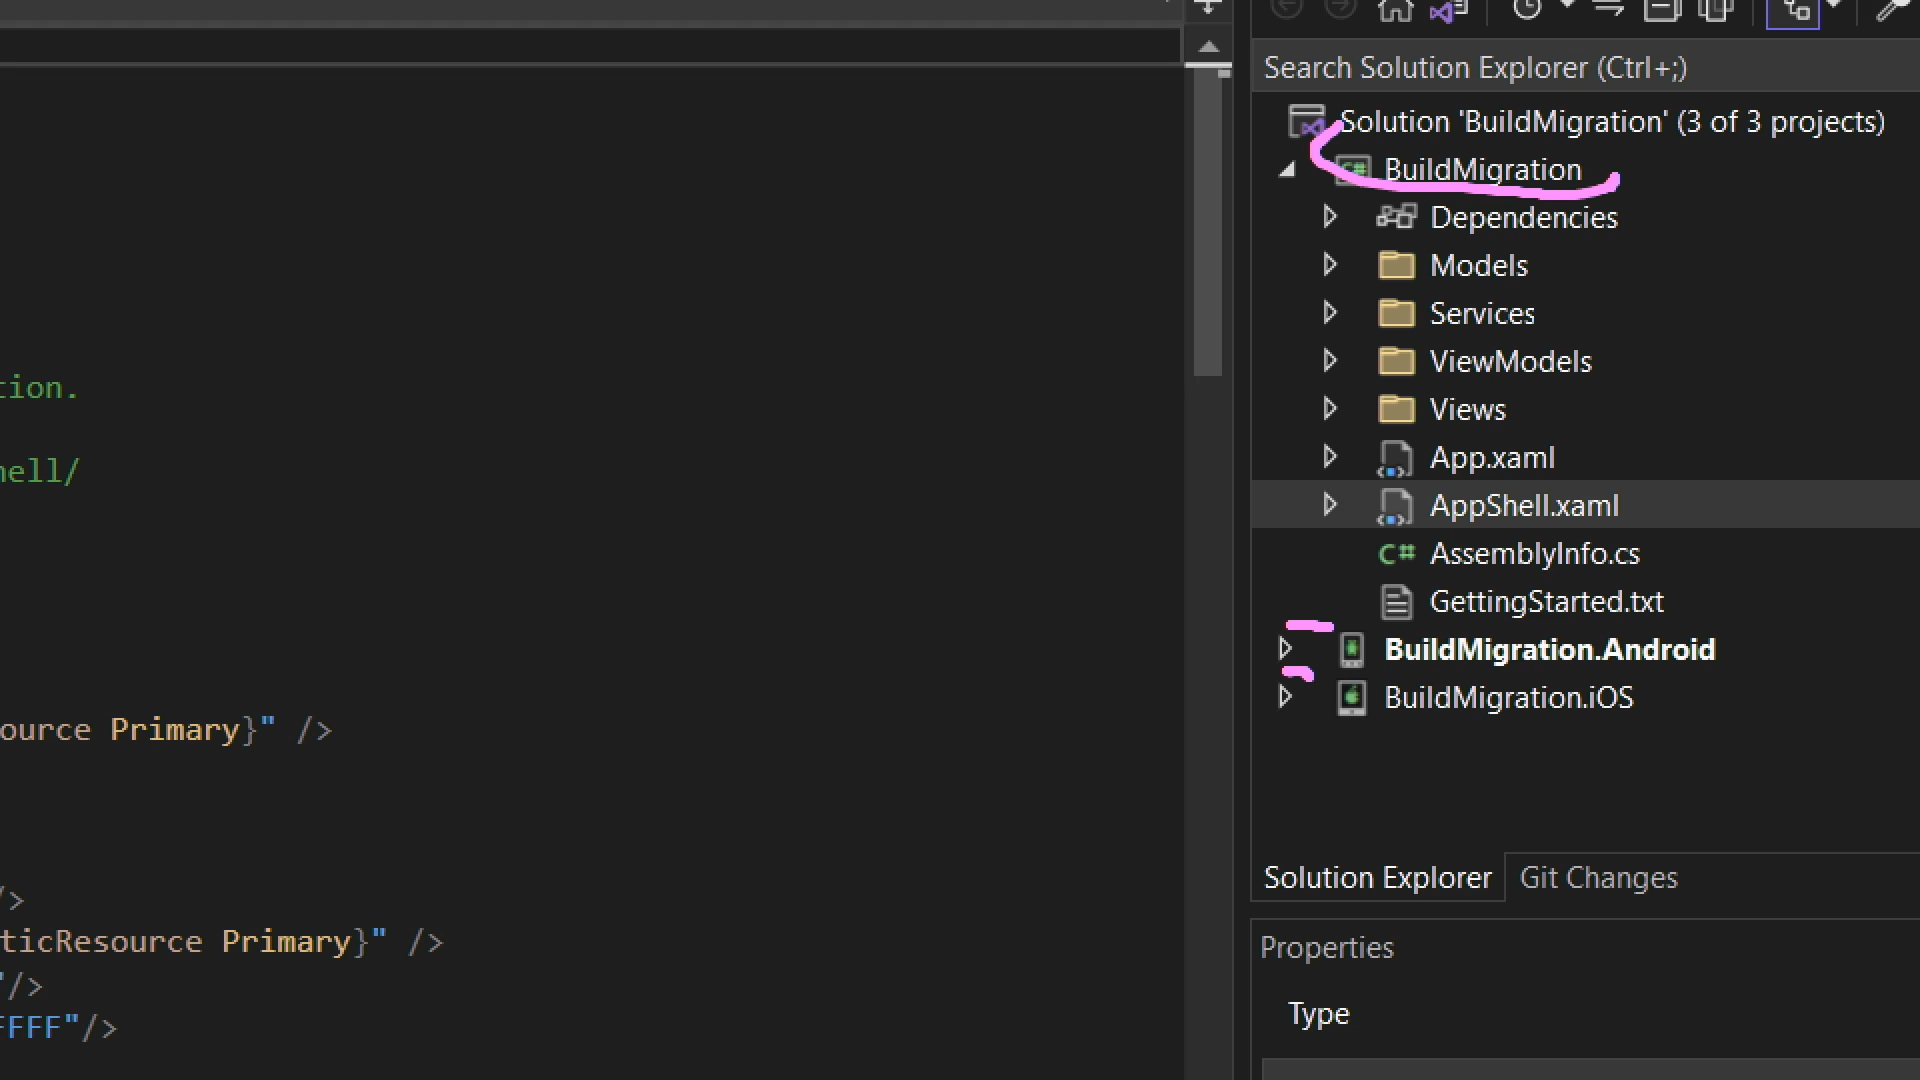 Search Solution Explorer (Ctrl+;)
Solution 'BuildMigration' (3 of 3 projects)
C# BuildMigration
Dependencies
Models
Services
ViewModels
Views
App.xaml
AppShell.xaml
C# AssemblyInfo.cs
GettingStarted.txt
BuildMigration.Android
BuildMigration.iOS
Solution Explorer Git Changes
Properties
Type
tion.
hell/
source Primary}" />
/>
ticResource Primary}" />
"/>
FFFF"/>